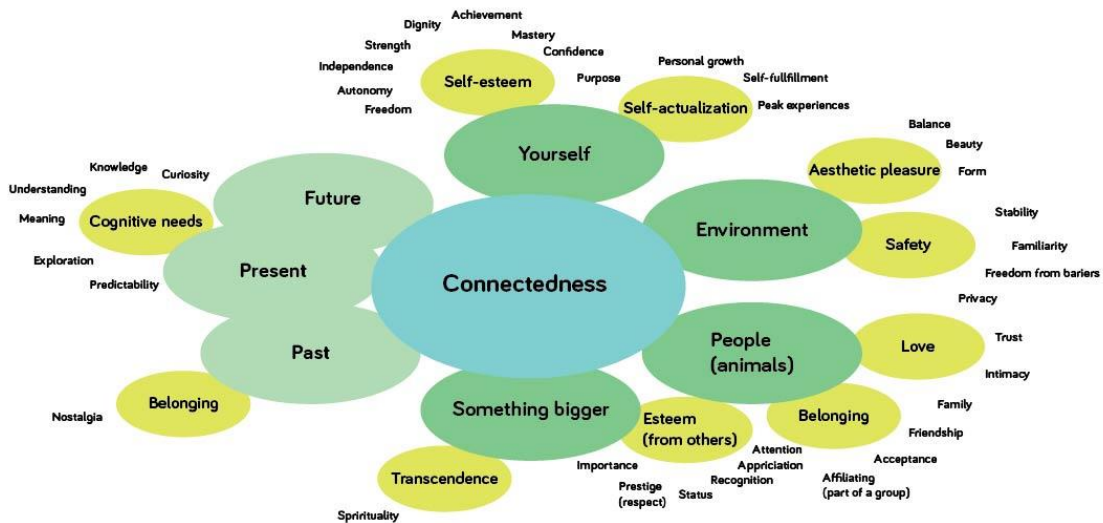 Achievement
Dignity
Mastery
Strength
Confidence
Independence
Autonomy
Freedom
Self-esteem
Purpose
Personal growth
Self-fullfillment
Peak experiences
Self-actualization
Yourself
Balance
Beauty
Form
Aesthetic pleasure
Environment
Safety
Stability
Familiarity
Freedom from bariers
Knowledge
Curiosity
Understanding
Meaning
Cognitive needs
Exploration
Predictability
Future
Present
Past
Connectedness
Privacy
Love
Trust
Intimacy
People
(animals)
Belonging
Family
Friendship
Acceptance
Affiliating
(part of a group)
Nostalgia
Belonging
Something bigger
Esteem
(from others)
Attention
Appriciation
Recognition
Status
Prestige
(respect)
Importance
Transcendence
Sprirituality